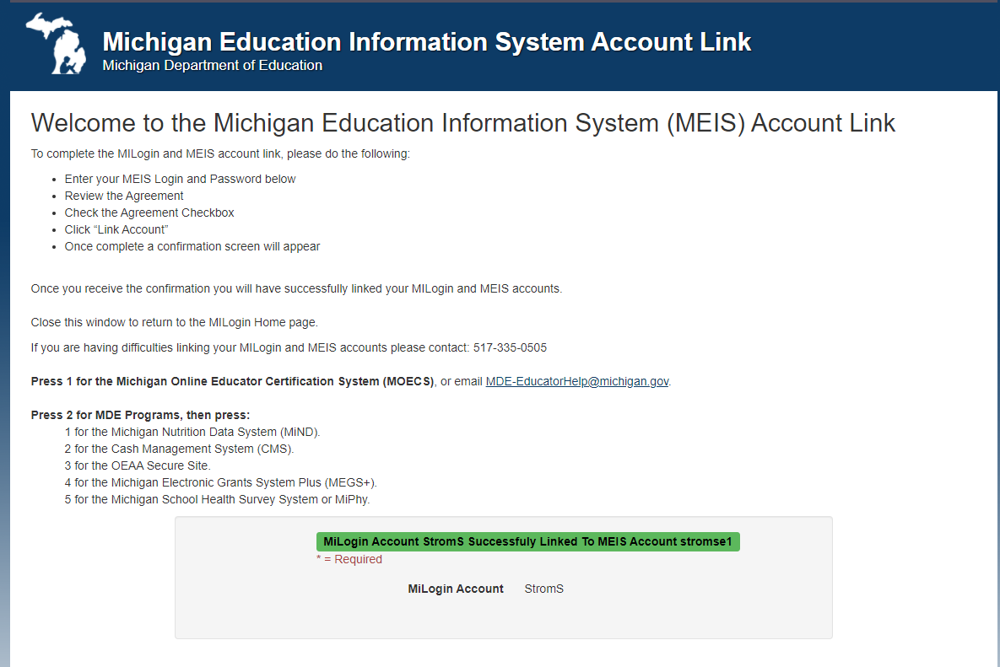 Michigan Education Information System Account Link
Michigan Department of Education
Welcome to the Michigan Education Information System (MEIS) Account Link
To complete the MILogin and MEIS account link, please do the following:
• Enter your MEIS Login and Password below
• Review the Agreement
• Check the Agreement Checkbox
• Click “Link Account”
• Once complete a confirmation screen will appear
Once you receive the confirmation you will have successfully linked your MILogin and MEIS accounts.
Close this window to return to the MILogin Home page.
If you are having difficulties linking your MILogin and MEIS accounts please contact: 517-335-0505
Press 1 for the Michigan Online Educator Certification System (MOECS), or email MDE-EducatorHelp@michigan.gov.
Press 2 for MDE Programs, then press:
1 for the Michigan Nutrition Data System (MiND).
2 for the Cash Management System (CMS).
3 for the OEAA Secure Site.
4 for the Michigan Electronic Grants System Plus (MEGS+).
5 for the Michigan School Health Survey System or MiPhy.
MiLogin Account StromS Successfuly Linked To MEIS Account stromse1
* = Required
MiLogin Account StromS